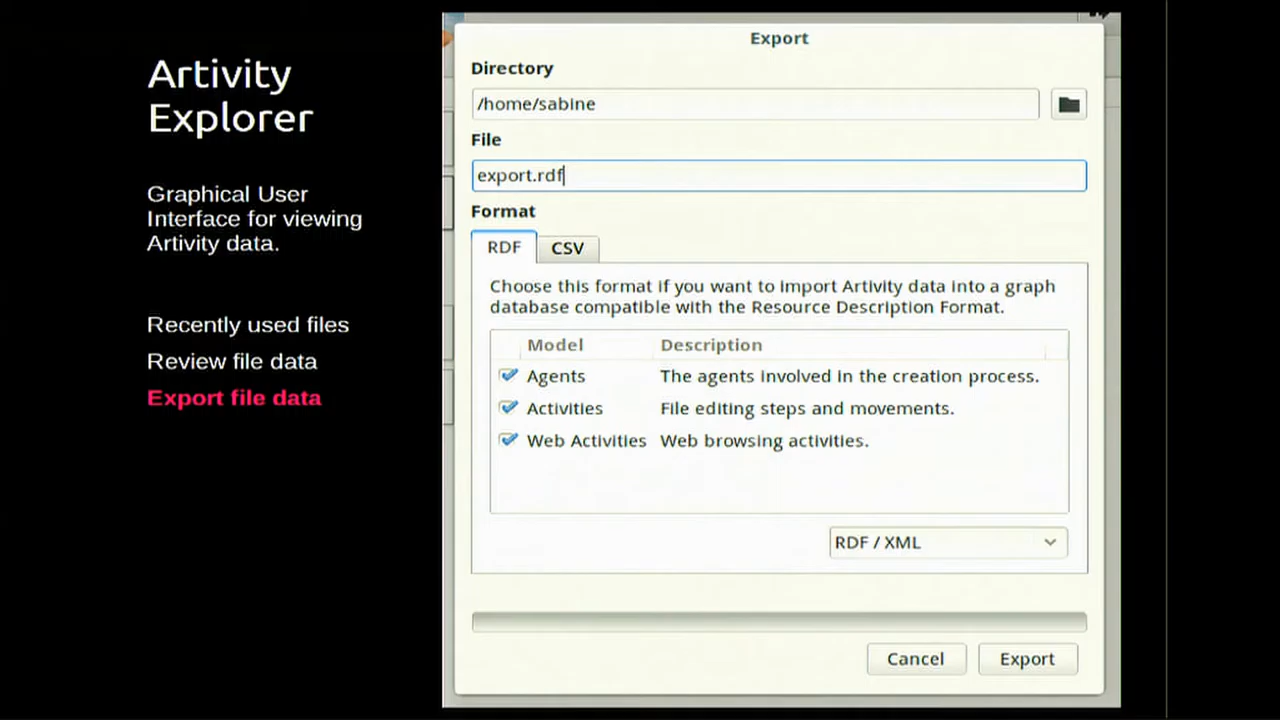 Artivity
Explorer
Graphical User
Interface for viewing
Artivity data.
Recently used files
Review file data
Export file data
Export
Directory
/home/sabine
File
export.rdf
Format
RDF
CSV
Choose this format if you want to import Artivity data into a graph
database compatible with the Resource Description Format.
Model Description
Agents The agents involved in the creation process.
Activities File editing steps and movements.
Web Activities Web browsing activities.
RDF / XML
Cancel
Export